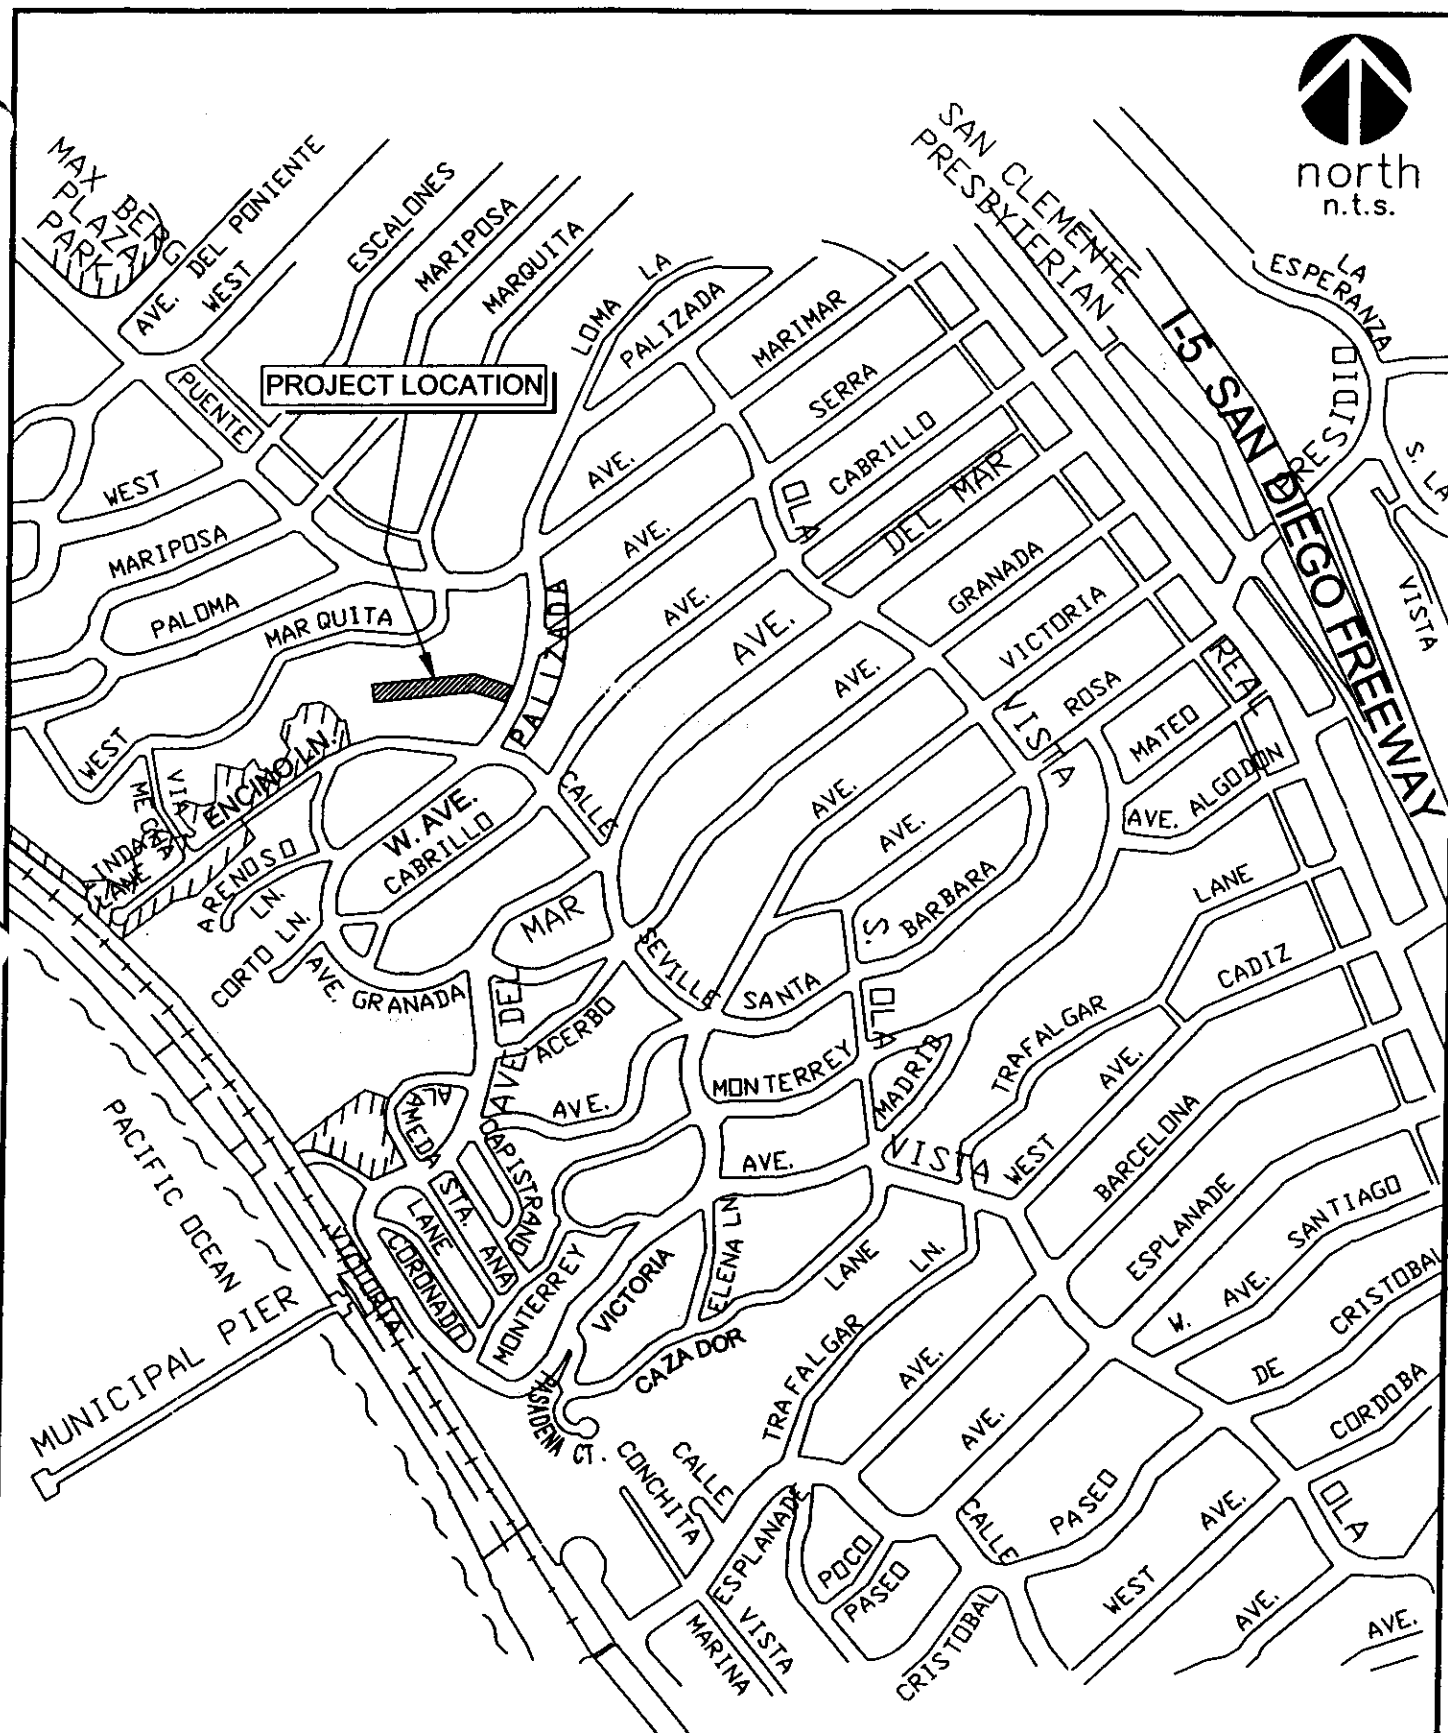 north
n.t.s.
MAX BERG
PLAZA
PARK
AVE. DEL PONIENTE
WEST
ESCALONES
MARIPOSA
MARQUITA
LOMA LA
PALIZADA
MARIMAR
SERRA
CABRILLO
DEL MAR
SAN CLEMENTE
PRESBYTERIAN
I-5 SAN DIEGO FREEWAY
LA
ESPERANZA
PRESIDIO
S. LA
VISTA
PROJECT LOCATION
PUENTE
WEST
MARIPOSA
PALOMA
MARQUITA
WEST
AVE.
AVE.
AVE.
AVE.
AVE.
OLA
GRANADA
VICTORIA
VISTA
ROSA
MATEO
REAL
AVE. ALGODON
PALIZADA
CALLE
W. AVE.
CABRILLO
ENCINO LN.
VIA
MECHA
LINDA
LANE
ARENOSO
LN.
CORTO LN.
AVE.
GRANADA
MAR
AVE DEL
ACERBO
SEVILLE
AVE.
AVE.
SANTA
BARBARA
S.
OLA
LANE
CADIZ
TRAFALGAR
AVE.
MONTERREY
MADRID
AVE.
AVE.
VISTA
WEST
BARCELONA
ESPLANADE
SANTIAGO
W. AVE.
DE
CRISTOBAL
CORDOBA
ALAMEDA
CAPISTRANO
STA. ANA
LANE
CORONADO
VICTORIA
PACIFIC OCEAN
MUNICIPAL PIER
MONTERREY
VICTORIA
ELENA LN
CAZADOR
PASADENA CT.
LANE
LN.
TRAFALGAR
AVE.
AVE.
CONCHITA
CALLE
ESPLANADE
POCO
PASEO
CALLE
PASEO
AVE.
OLA
WEST
AVE.
AVE.
VISTA
MARINA
CRISTOBAL